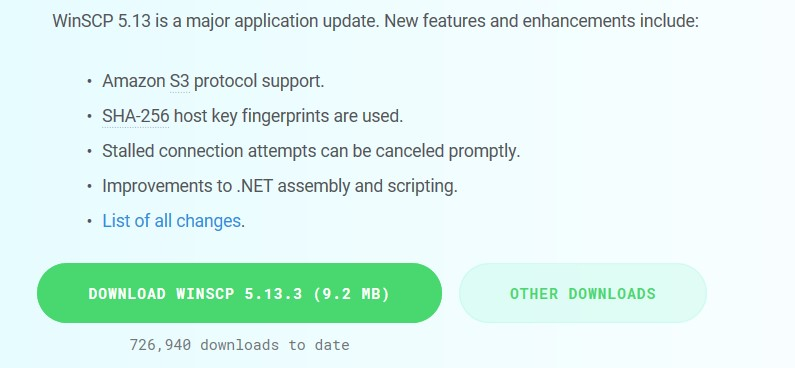 WinSCP 5.13 is a major application update. New features and enhancements include:
• Amazon S3 protocol support.
• SHA-256 host key fingerprints are used.
• Stalled connection attempts can be canceled promptly.
• Improvements to .NET assembly and scripting.
• List of all changes.
DOWNLOAD WINSCP 5.13.3 (9.2 MB)
OTHER DOWNLOADS
726,940 downloads to date